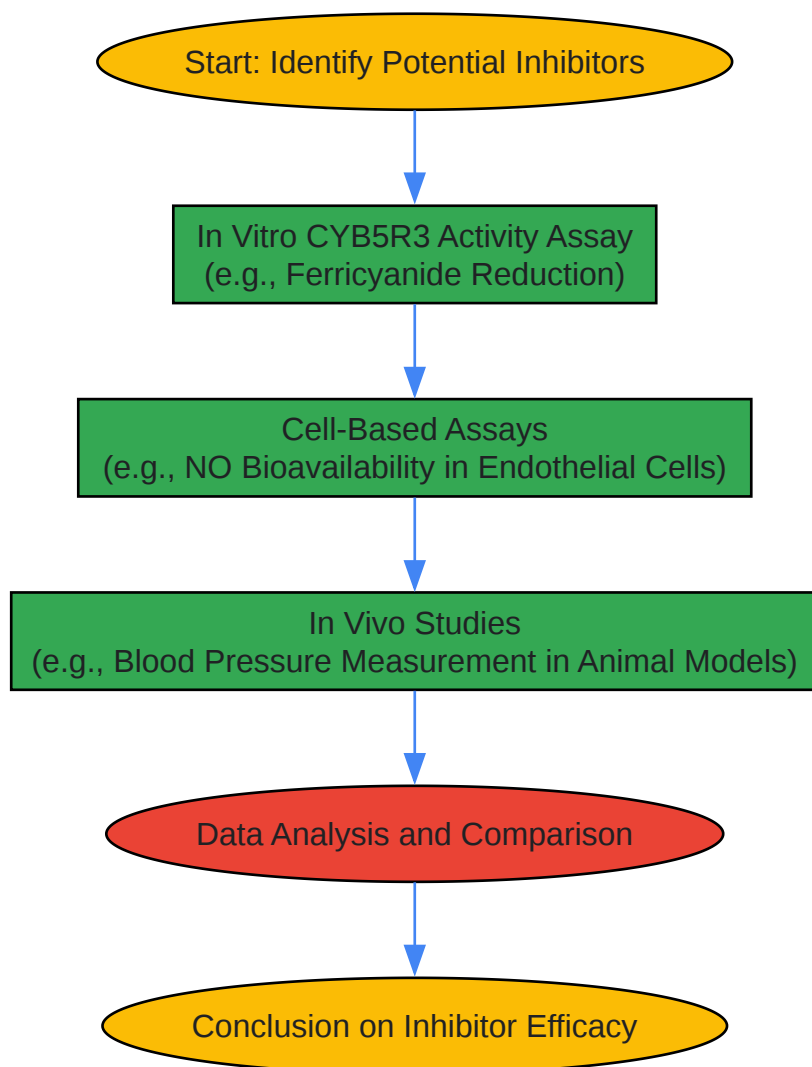 Start: Identify Potential Inhibitors
In Vitro CYB5R3 Activity Assay
(e.g., Ferricyanide Reduction)
Cell-Based Assays
(e.g., NO Bioavailability in Endothelial Cells)
In Vivo Studies
(e.g., Blood Pressure Measurement in Animal Models)
Data Analysis and Comparison
Conclusion on Inhibitor Efficacy